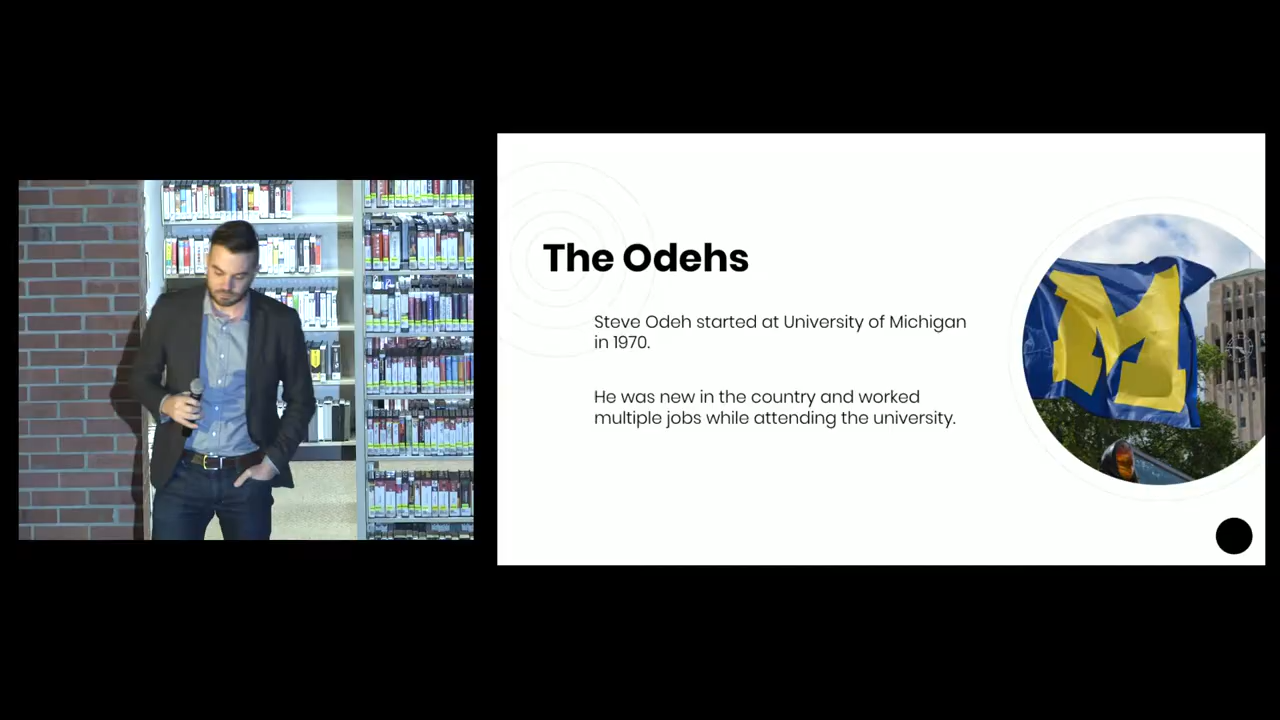 The Odehs
Steve Odeh started at University of Michigan
in 1970.
He was new in the country and worked
multiple jobs while attending the university.
M